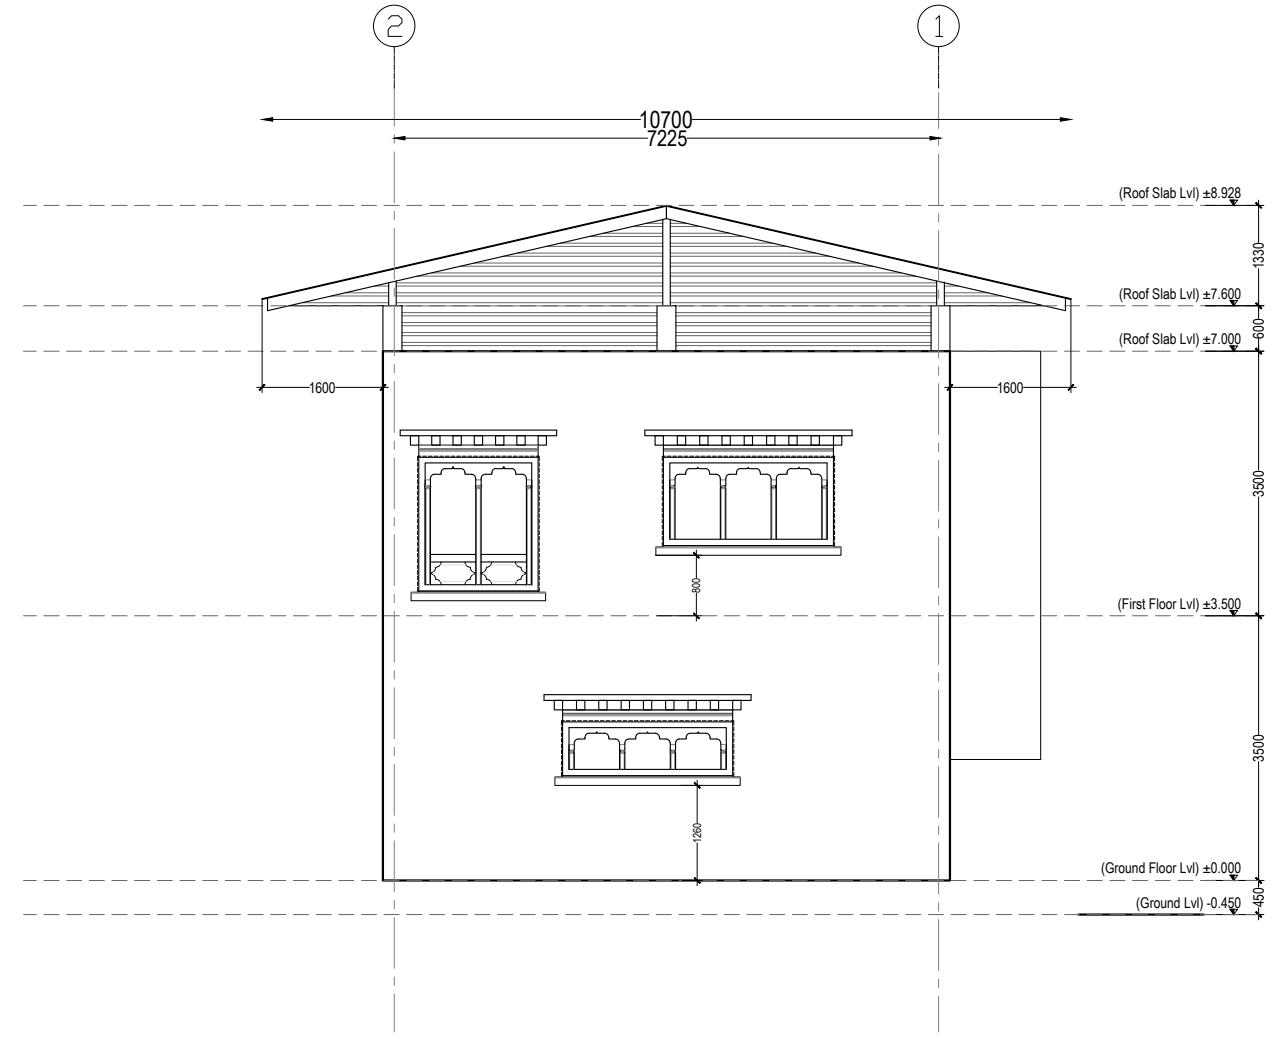 2
1
10700
7225
(Roof Slab Lvl) ±8.928
1330
(Roof Slab Lvl) ±7.600
600
(Roof Slab Lvl) ±7.000
1600
1600
3500
800
(First Floor Lvl) ±3.500
3500
1260
(Ground Floor Lvl) ±0.000
450
(Ground Lvl) -0.450